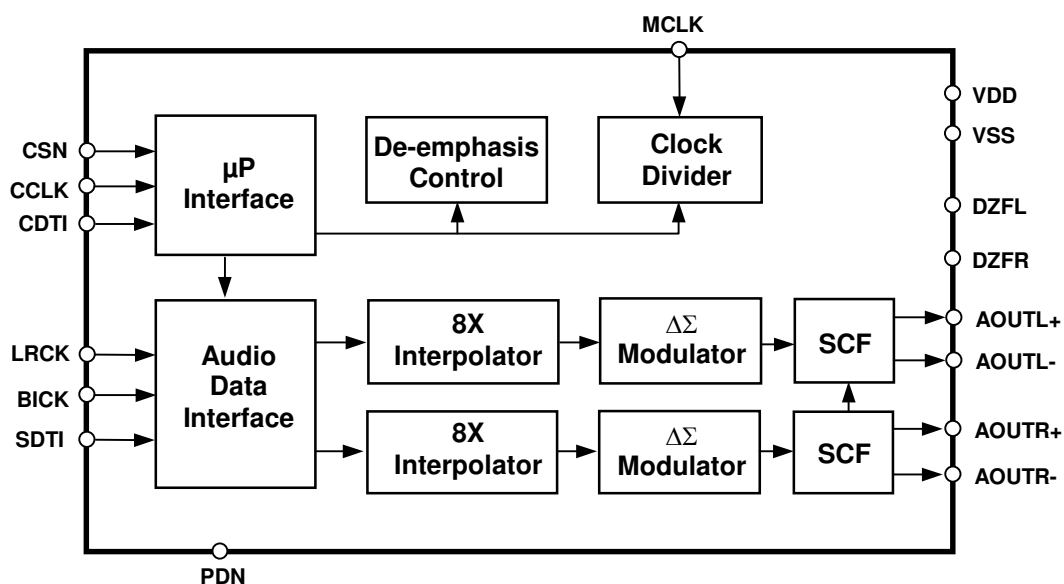 MCLK
VDD
VSS
DZFL
DZFR
CSN
CCLK
CDTI
µP
Interface
De-emphasis
Control
Clock
Divider
LRCK
BICK
SDTI
Audio
Data
Interface
8X
Interpolator
ΔΣ
Modulator
SCF
AOUTL+
AOUTL-
8X
Interpolator
ΔΣ
Modulator
SCF
AOUTR+
AOUTR-
PDN